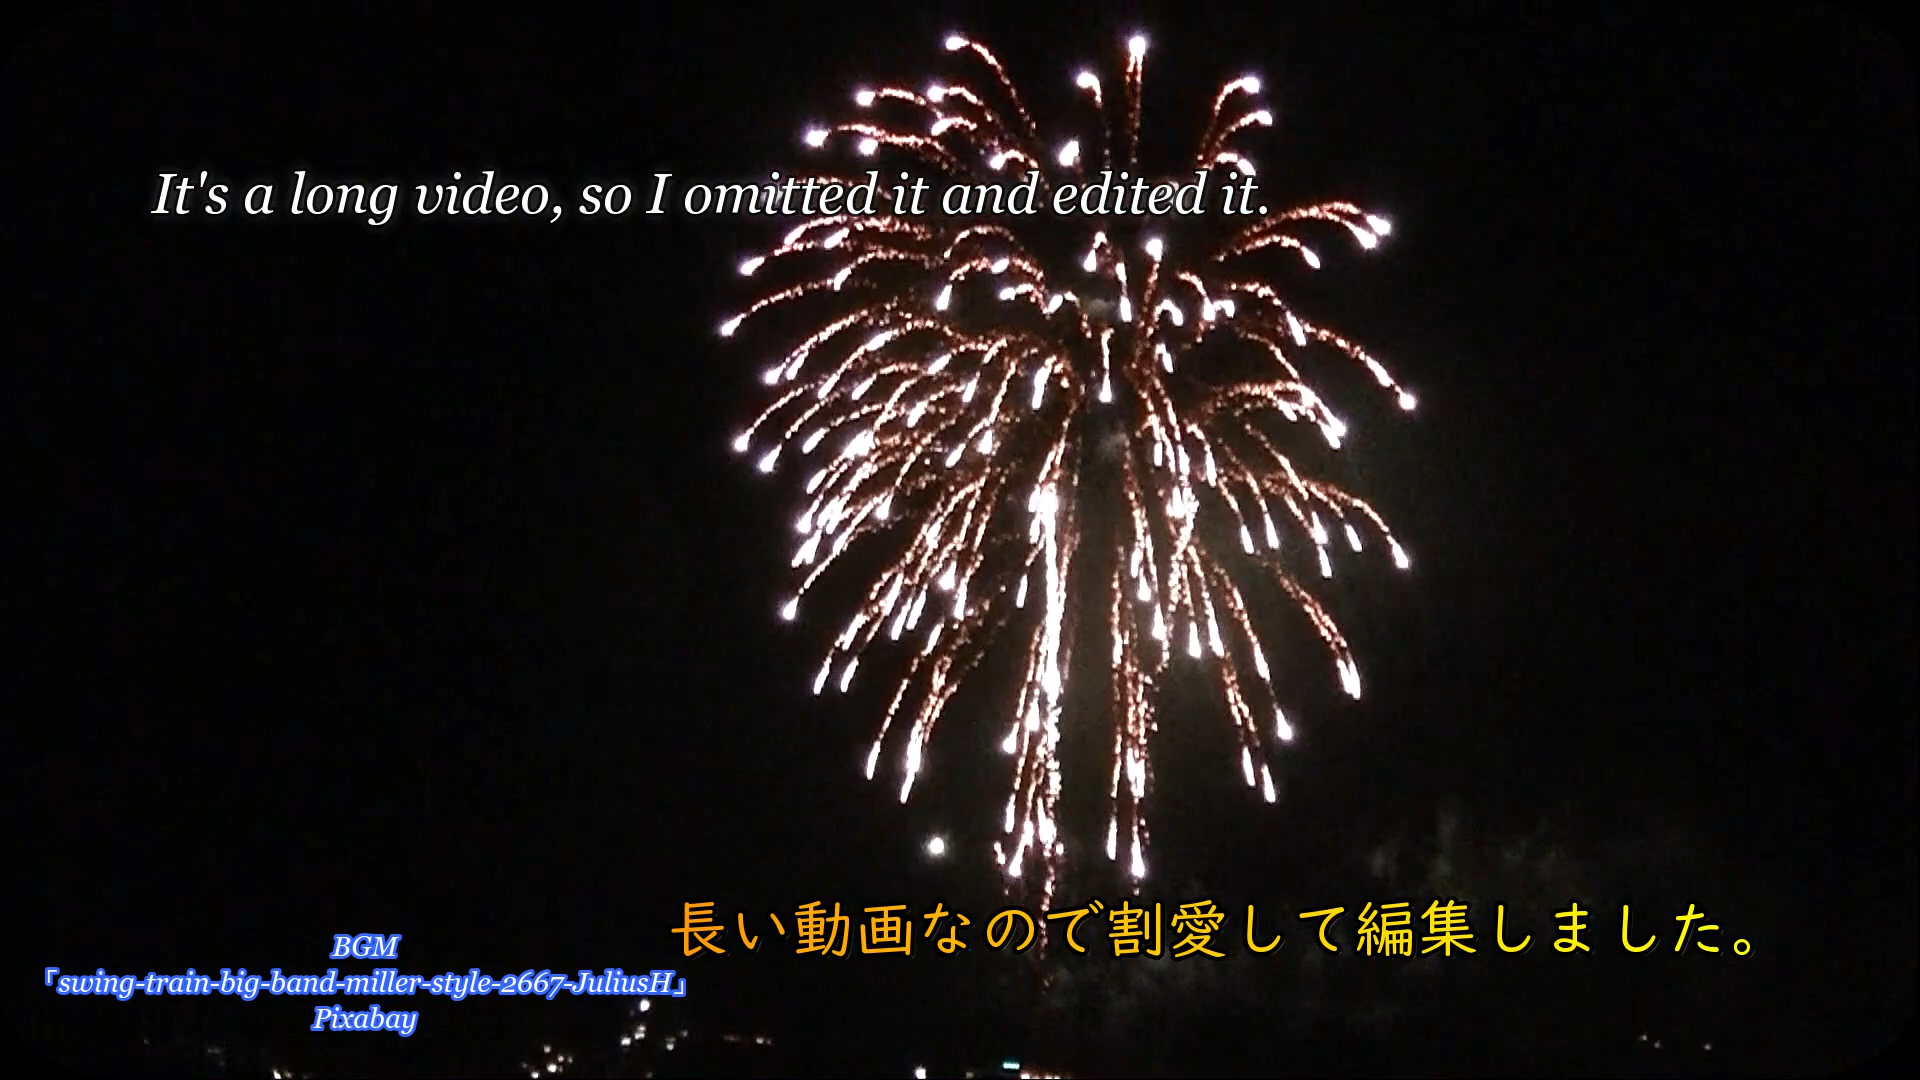 It's a long video, so I omitted it and edited it.
長い動画なので割愛して編集しました。
BGM
「swing-train-big-band-miller-style-2667-JuliusH」
Pixabay